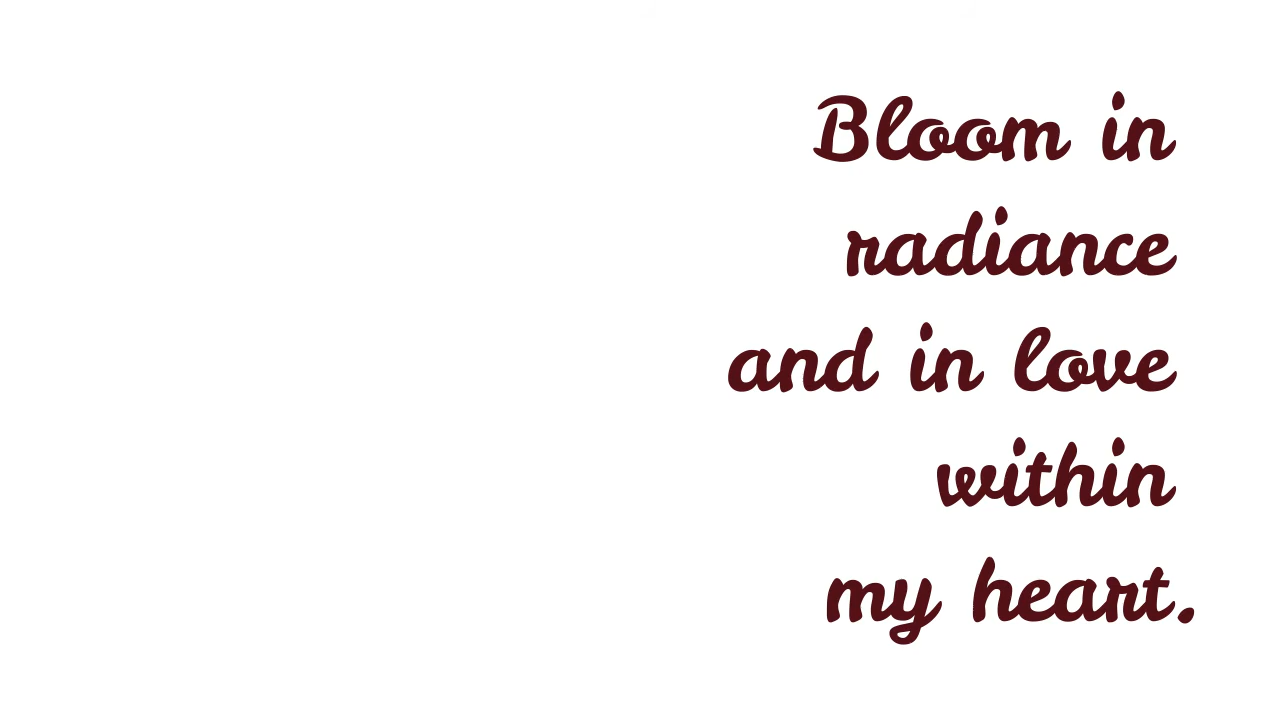 Bloom in
radiance
and in love
within
my heart.